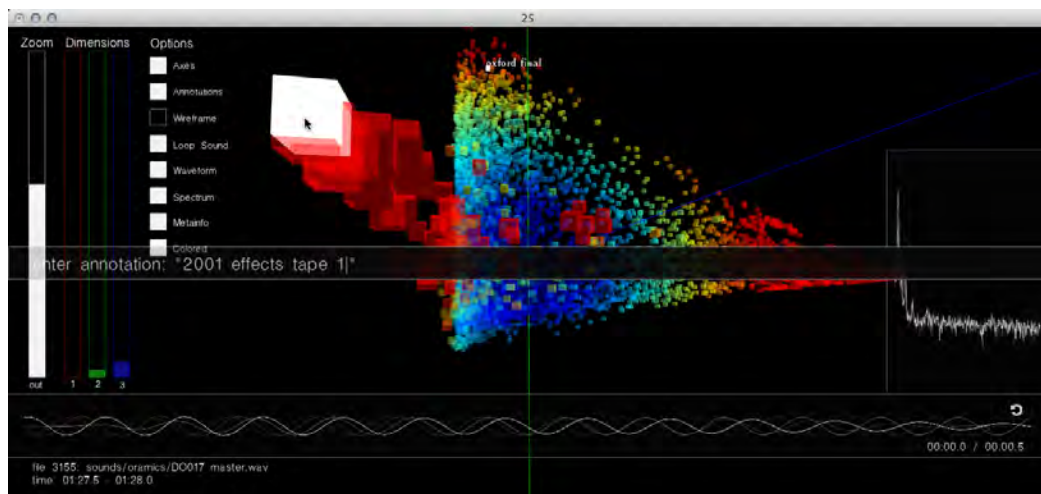 25
Zoom Dimensions Options
Axes
Annotations
Wireframe
Loop Sound
Waveform
Spectrum
Metainfo
Colored
oxford final
enter annotation: "2001 effects tape 1|"
out 1 2 3
00:00.0 / 00:00.5
file 3155: sounds/oramics/DO017 master.wav
time 01:27.5 - 01:28.0